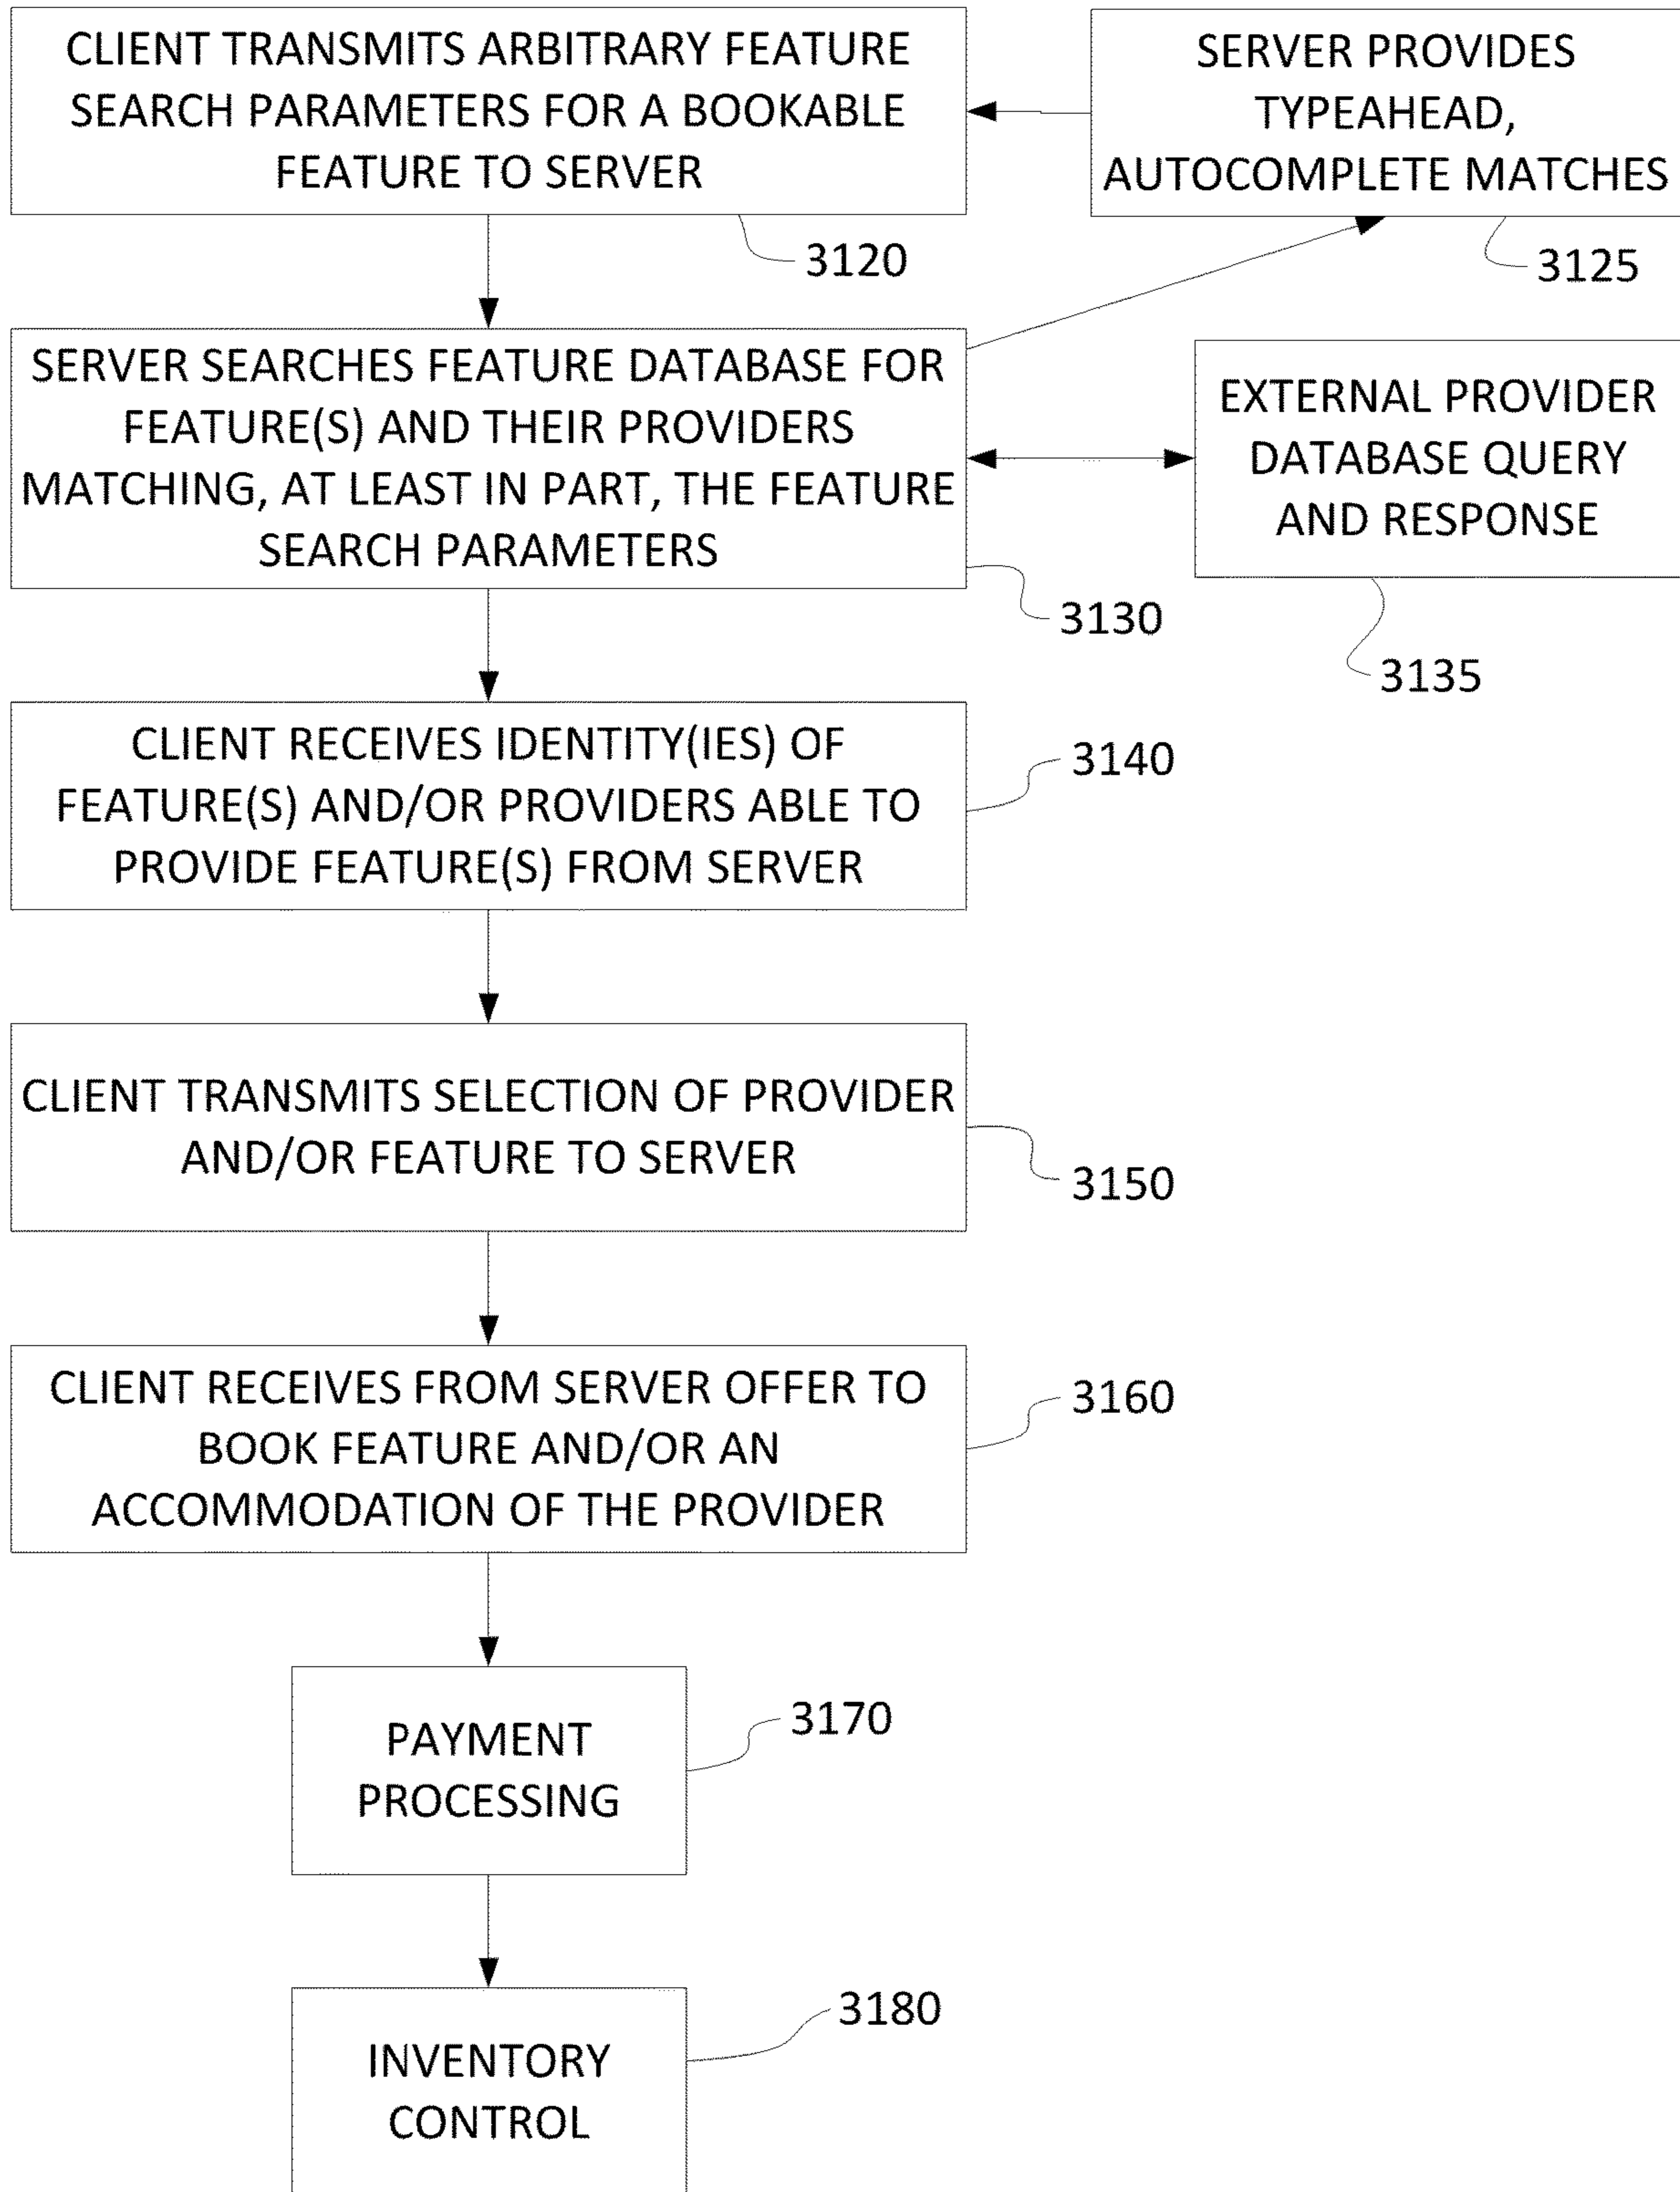 CLIENT TRANSMITS ARBITRARY FEATURE
SEARCH PARAMETERS FOR A BOOKABLE
FEATURE TO SERVER
3120
SERVER PROVIDES
TYPEAHEAD,
AUTOCOMPLETE MATCHES
3125
SERVER SEARCHES FEATURE DATABASE FOR
FEATURE(S) AND THEIR PROVIDERS
MATCHING, AT LEAST IN PART, THE FEATURE
SEARCH PARAMETERS
3130
EXTERNAL PROVIDER
DATABASE QUERY
AND RESPONSE
3135
CLIENT RECEIVES IDENTITY(IES) OF
FEATURE(S) AND/OR PROVIDERS ABLE TO
PROVIDE FEATURE(S) FROM SERVER
3140
CLIENT TRANSMITS SELECTION OF PROVIDER
AND/OR FEATURE TO SERVER
3150
CLIENT RECEIVES FROM SERVER OFFER TO
BOOK FEATURE AND/OR AN
ACCOMMODATION OF THE PROVIDER
3160
PAYMENT
PROCESSING
3170
INVENTORY
CONTROL
3180